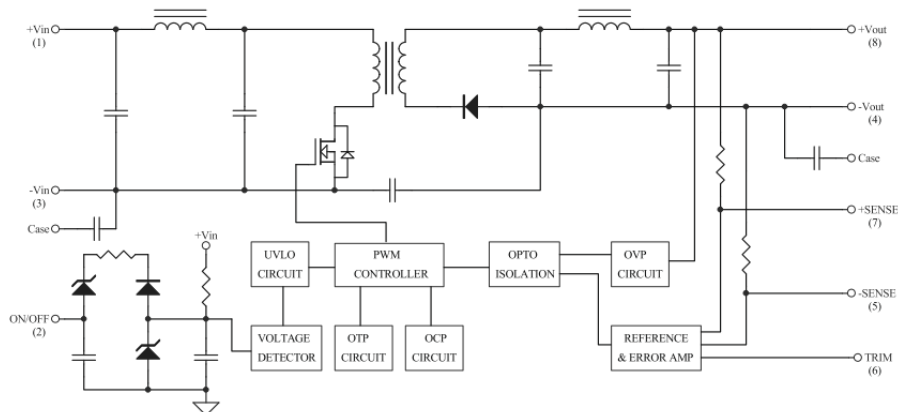 +Vin
(1)
+Vout
(8)
-Vout
(4)
Case
-Vin
(3)
Case
+SENSE
(7)
+Vin
UVLO
CIRCUIT
PWM
CONTROLLER
OPTO
ISOLATION
OVP
CIRCUIT
ON/OFF
(2)
-SENSE
(5)
VOLTAGE
DETECTOR
OTP
CIRCUIT
OCP
CIRCUIT
REFERENCE
& ERROR AMP
TRIM
(6)